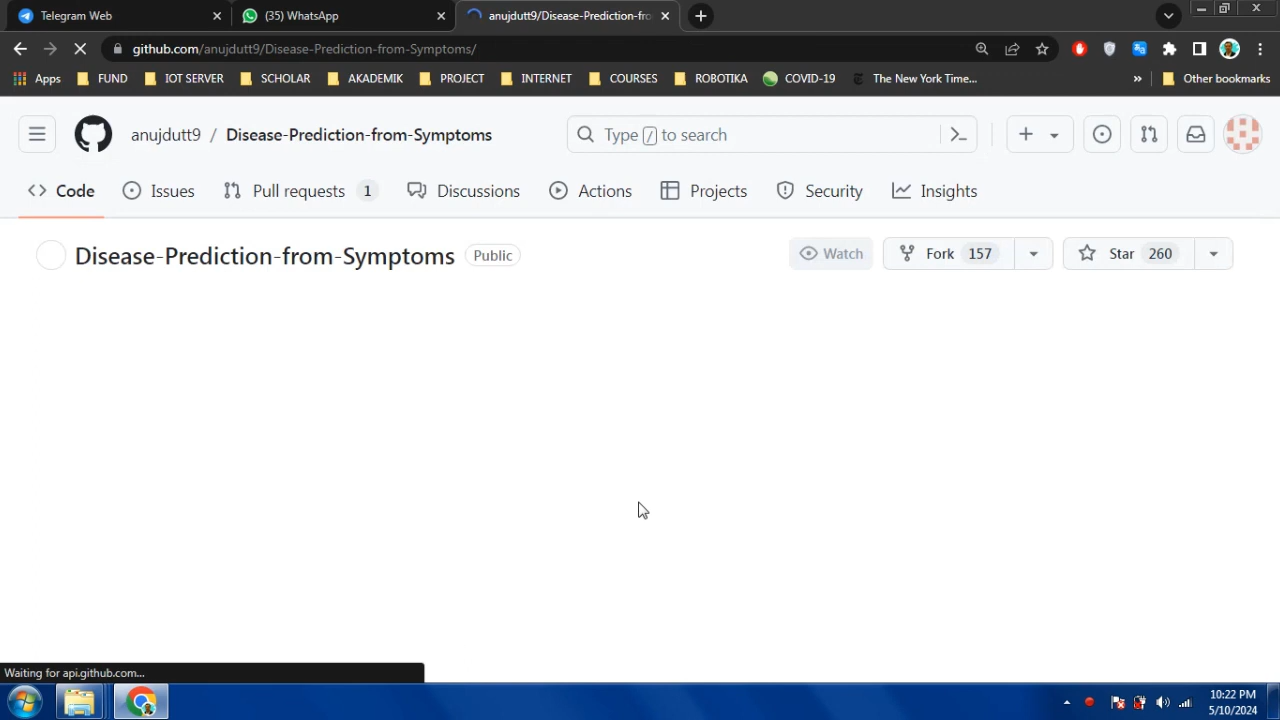 Telegram Web
(35) WhatsApp
anujdutt9/Disease-Prediction-fro
github.com/anujdutt9/Disease-Prediction-from-Symptoms/
Apps FUND IOT SERVER SCHOLAR AKADEMIK PROJECT INTERNET COURSES ROBOTIKA COVID-19 The New York Time... » Other bookmarks
anujdutt9 / Disease-Prediction-from-Symptoms Type / to search
Code Issues Pull requests 1 Discussions Actions Projects Security Insights
Disease-Prediction-from-Symptoms Public Watch Fork 157 Star 260
Waiting for api.github.com...
10:22 PM
5/10/2024